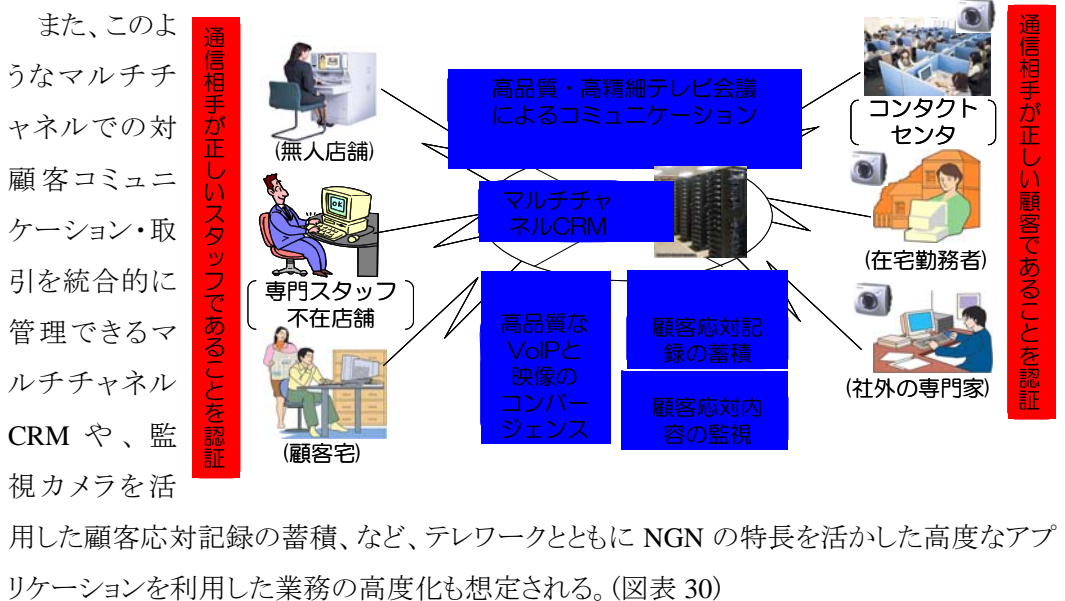 また、このよ
うなマルチチ
ャネルでの対
顧客コミュニ
ケーション・取
引を統合的に
管理できるマ
ルチチャネル
CRM や 、監
視カメラを活
用した顧客応対記録の蓄積、など、テレワークとともに NGN の特長を活かした高度なアプ
リケーションを利用した業務の高度化も想定される。(図表 30)
通信相手が正しいスタッフであることを認証
(無人店舗)
専門スタッフ
不在店舗
(顧客宅)
高品質・高精細テレビ会議
によるコミュニケーション
マルチチャ
ネルCRM
高品質な
VoIPと
映像の
コンバー
ジェンス
顧客応対記
録の蓄積
顧客応対内
容の監視
コンタクト
センタ
(在宅勤務者)
(社外の専門家)
通信相手が正しい顧客であることを認証